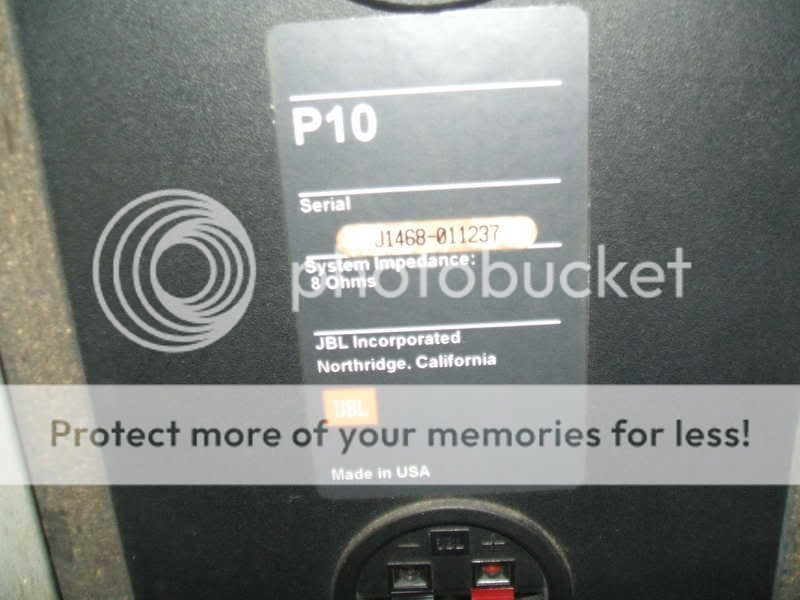 P10
Serial
J1468-011237
System Impedance:
8 Ohms
photobucket
JBL Incorporated
Northridge, California
JBL
Protect more of your memories for less!
Made in USA
− JBL +